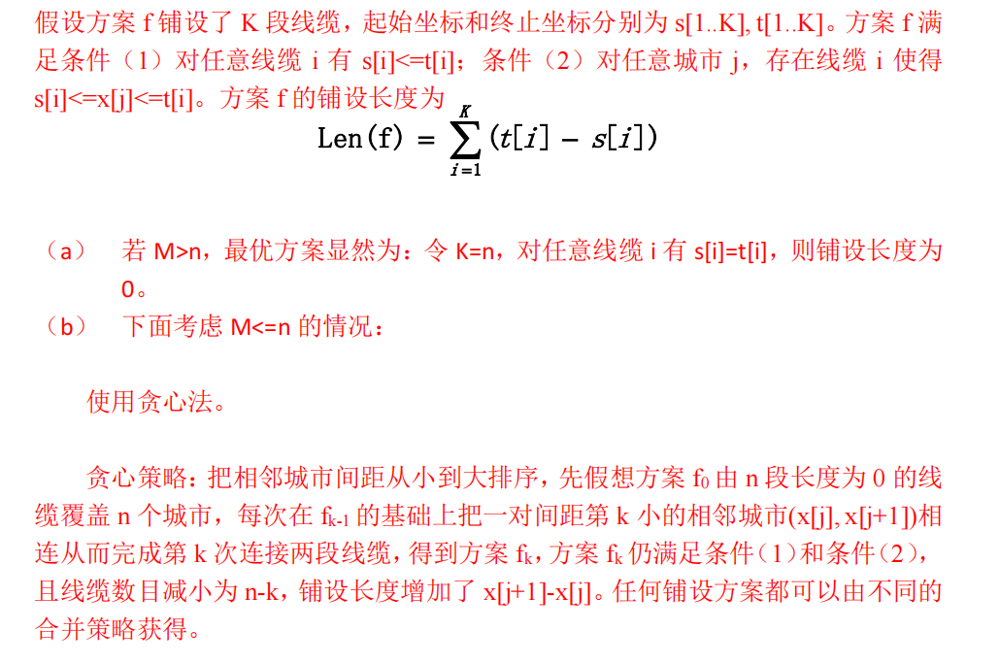 假设方案 f 铺设了 K 段线缆，起始坐标和终止坐标分别为 s[1..K], t[1..K]。方案 f 满
足条件（1）对任意线缆 i 有 s[i]<=t[i]；条件（2）对任意城市 j，存在线缆 i 使得
s[i]<=x[j]<=t[i]。方案 f 的铺设长度为
Len(f) = ∑_{i=1}^{K} (t[i] − s[i])
（a） 若 M>n，最优方案显然为：令 K=n，对任意线缆 i 有 s[i]=t[i]，则铺设长度为
0。
（b） 下面考虑 M<=n 的情况：
使用贪心法。
贪心策略：把相邻城市间距从小到大排序，先假想方案 f₀ 由 n 段长度为 0 的线
缆覆盖 n 个城市，每次在 fₖ₋₁ 的基础上把一对间距第 k 小的相邻城市(x[j], x[j+1])相
连从而完成第 k 次连接两段线缆，得到方案 fₖ，方案 fₖ 仍满足条件（1）和条件（2），
且线缆数目减小为 n-k，铺设长度增加了 x[j+1]-x[j]。任何铺设方案都可以由不同的
合并策略获得。